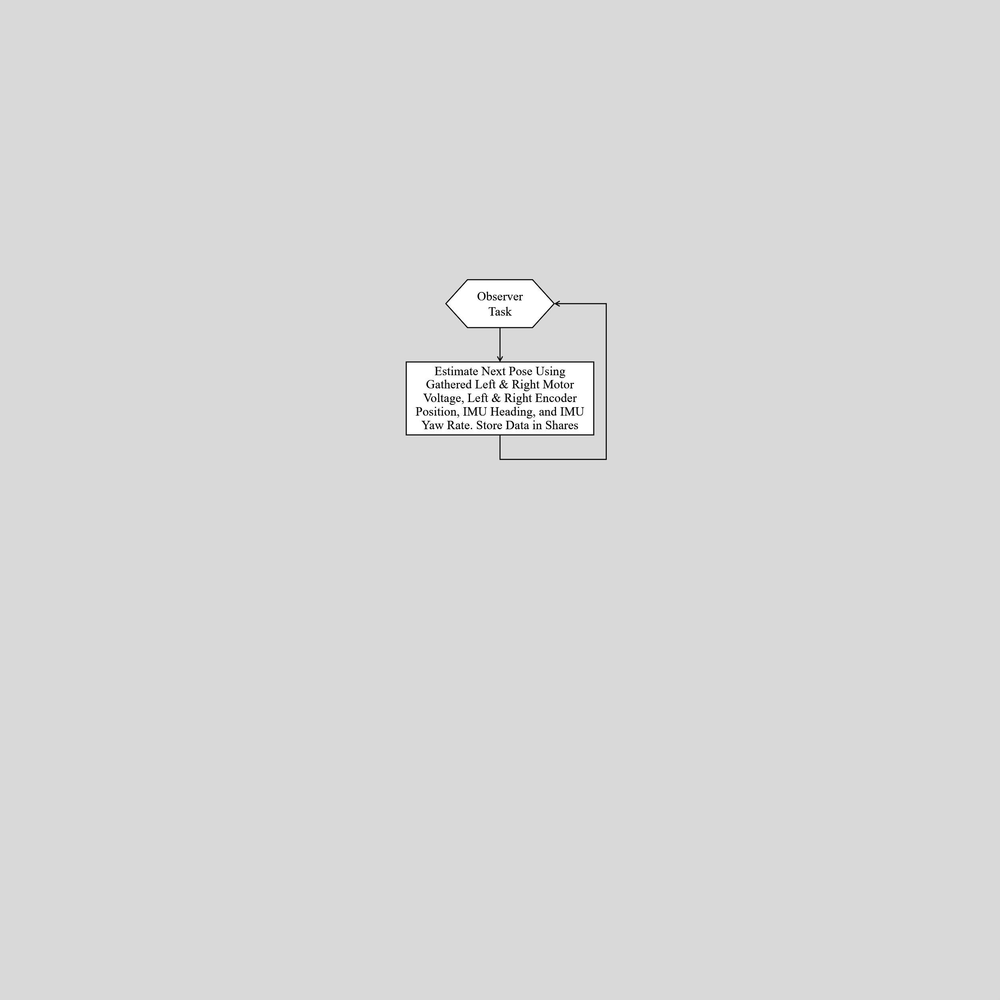 Observer
Task
Estimate Next Pose Using
Gathered Left & Right Motor
Voltage, Left & Right Encoder
Position, IMU Heading, and IMU
Yaw Rate. Store Data in Shares